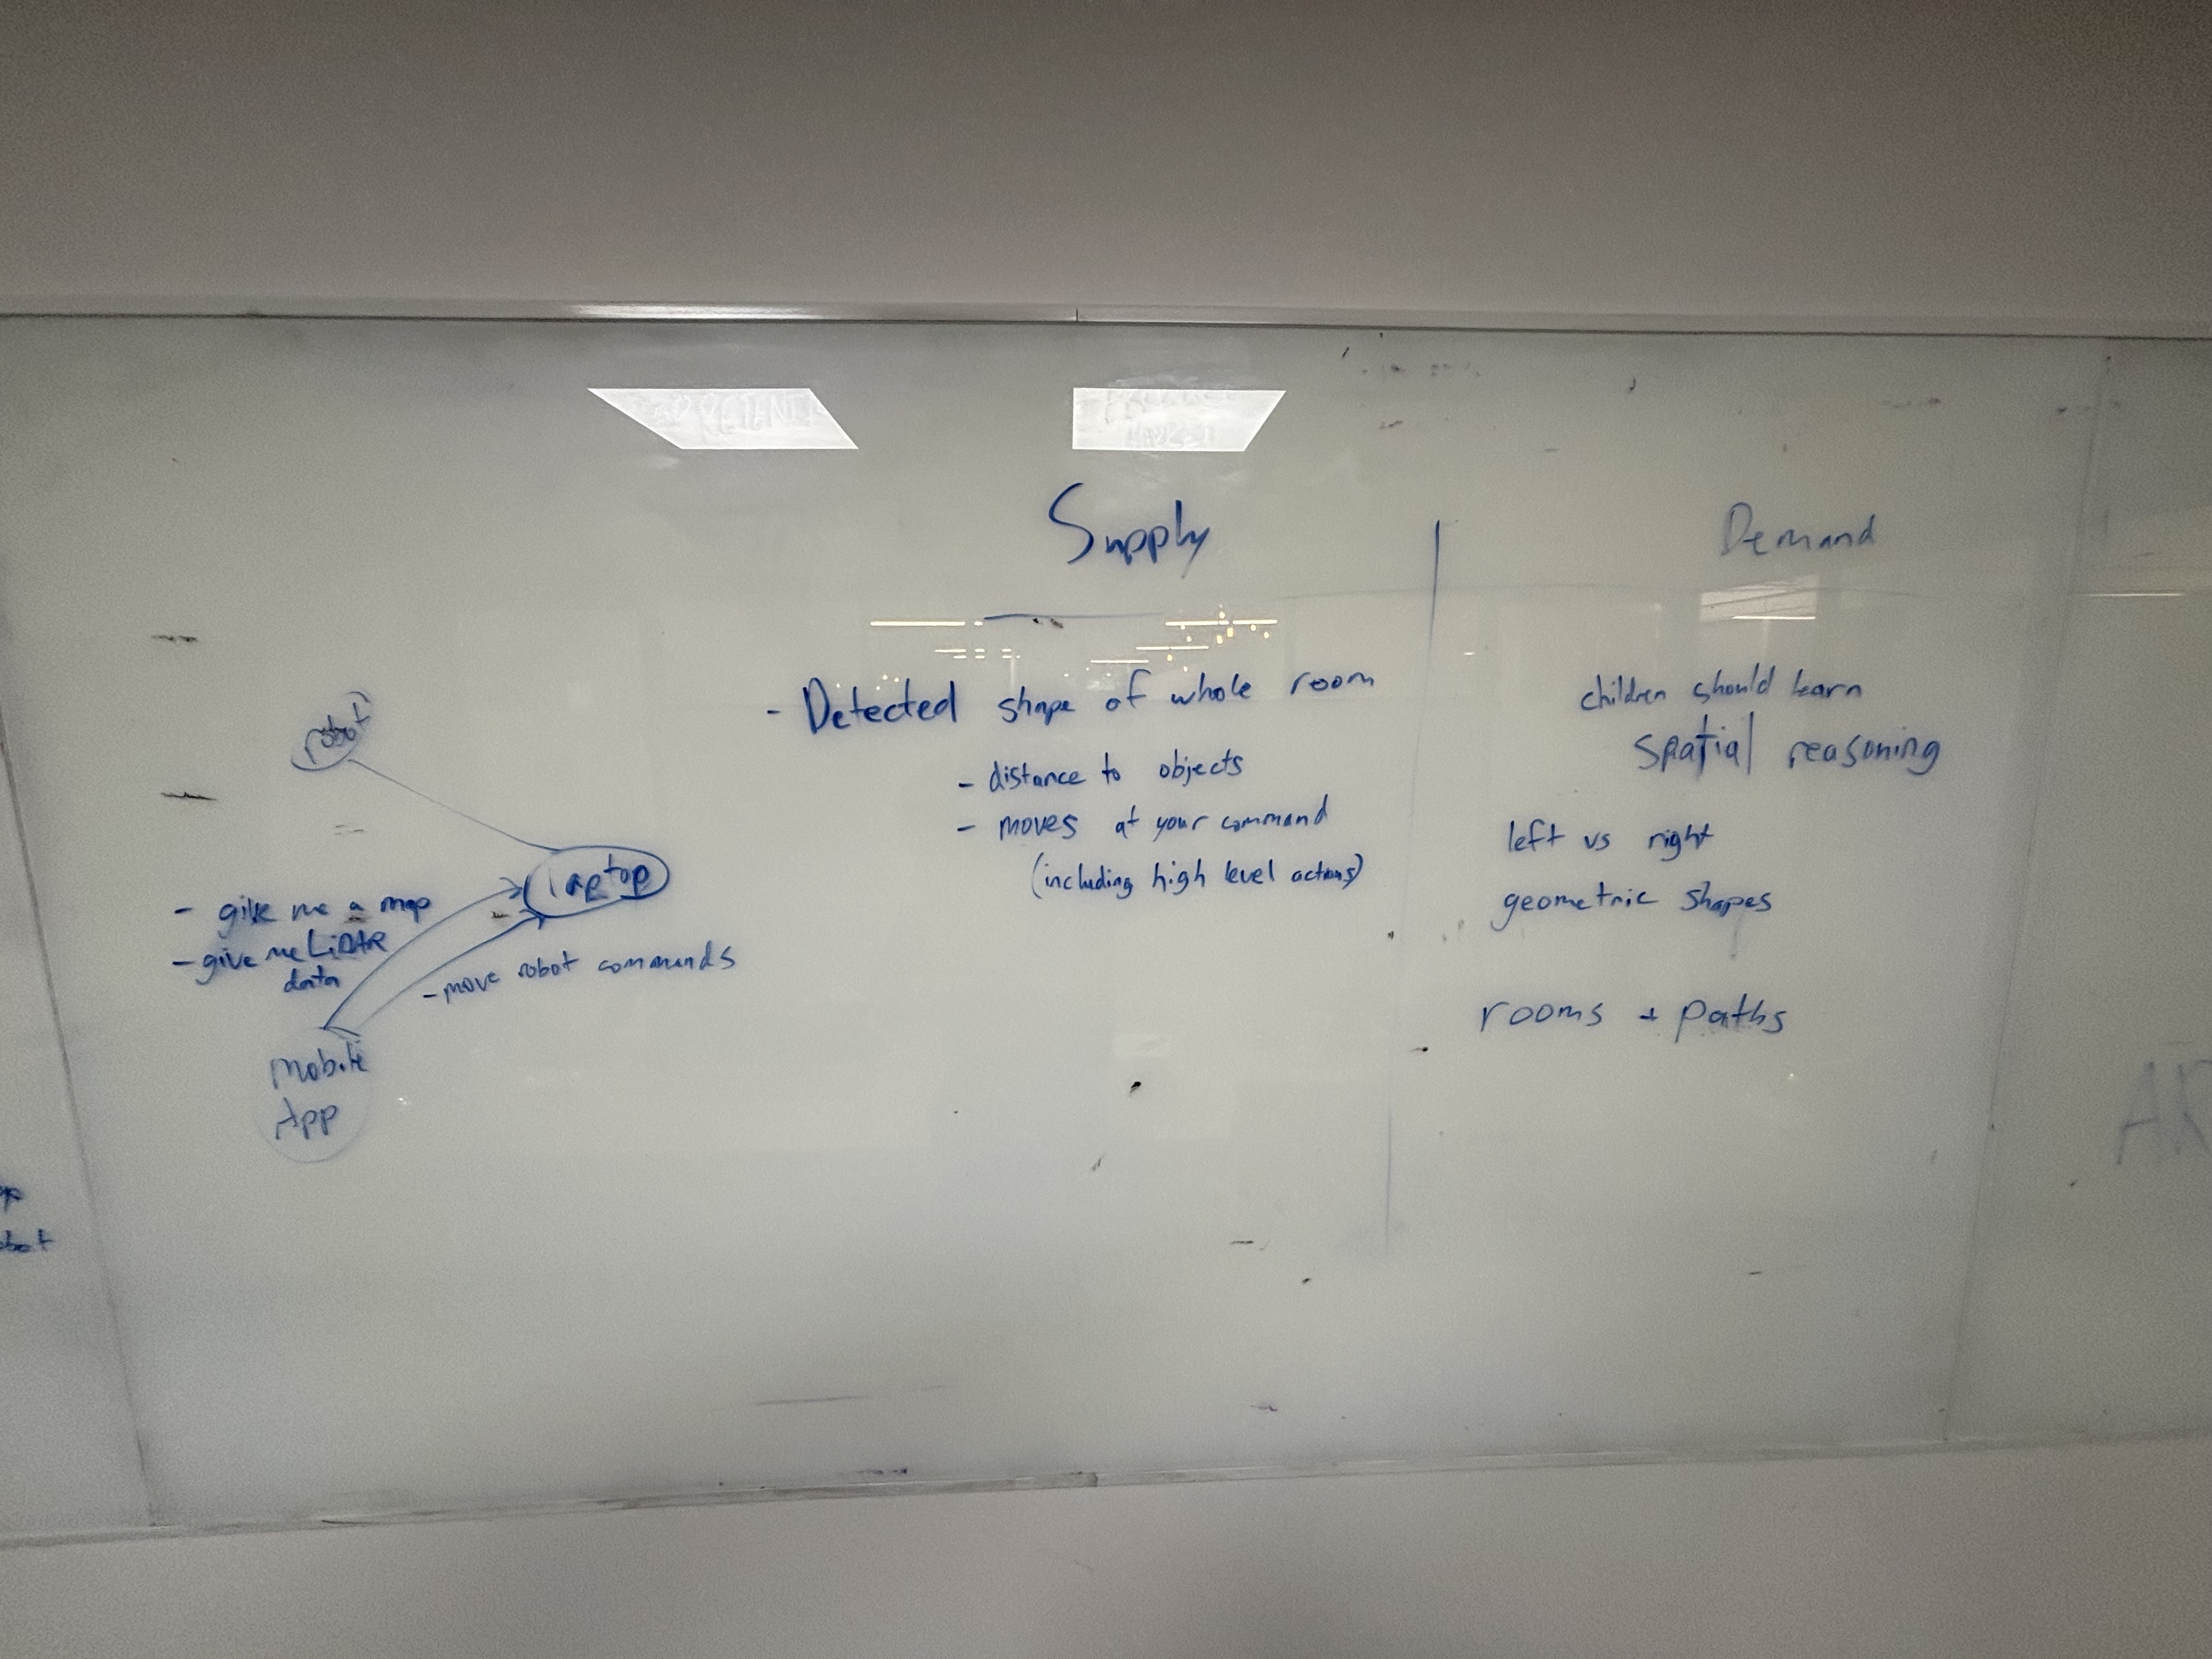 robot
laptop
- give me a map
- give me LiDAR
data
- move robot commands
mobile
App
Supply
- Detected shape of whole room
- distance to objects
- moves at your command
(including high level actions)
Demand
children should learn
spatial reasoning
left vs right
geometric shapes
rooms + paths